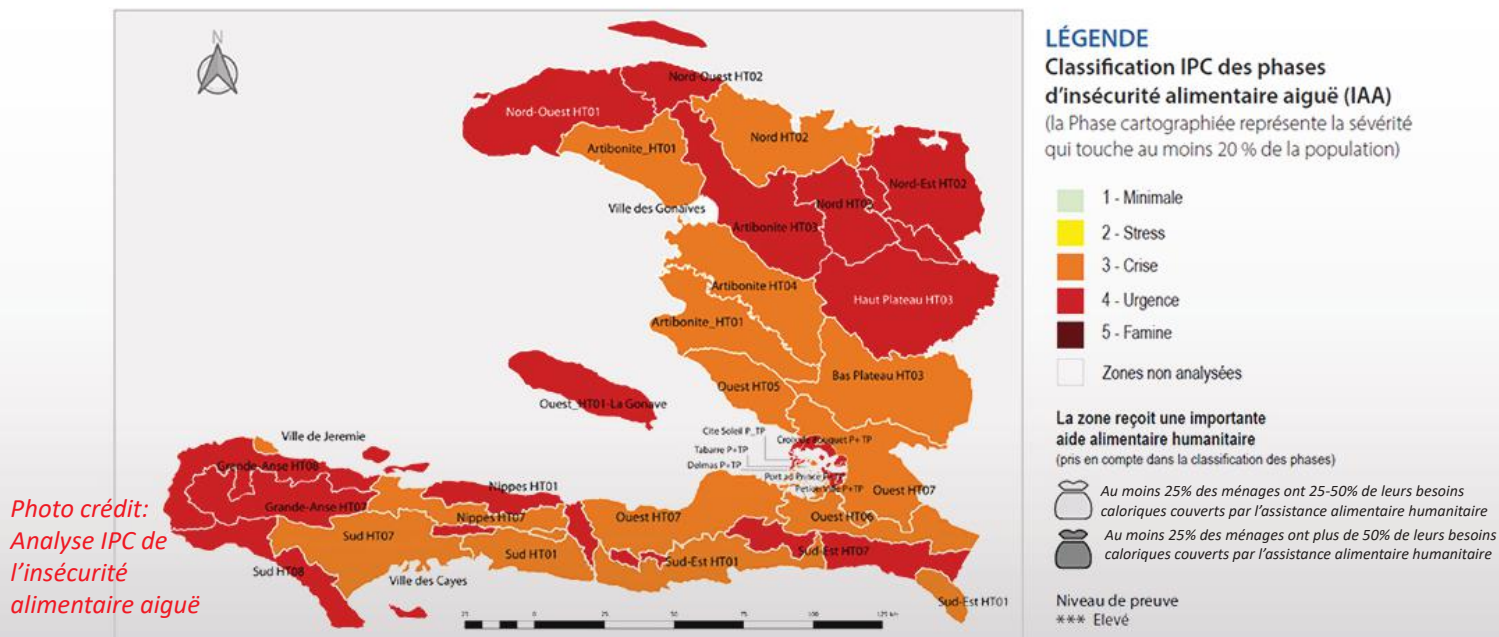 N
Nord-Ouest HT02
Nord-Ouest HT01
Nord HT02
Artibonite_HT01
Nord-Est HT02
Ville des Gonaives
Nord HT03
Artibonite HT03
Artibonite HT04
Haut Plateau HT03
Artibonite_HT01
Bas Plateau HT03
Ouest HT05
Ouest_HT01-La Gonave
Cite Soleil P_TP
Tabarre P+TP
Delmas P+TP
P+ TP
Port au Prince
Petion Ville P+TP
Ville de Jeremie
Grande-Anse HT08
Grande-Anse HT07
Nippes HT01
Nippes HT07
Ouest HT07
Ouest HT07
Ouest HT06
Sud HT07
Sud HT01
Sud-Est HT01
Sud-Est HT07
Sud HT08
Ville des Cayes
Sud-Est HT01
25 0 25 50 75 100 125 km
Photo crédit:
Analyse IPC de
l'insécurité
alimentaire aiguë
LÉGENDE
Classification IPC des phases
d'insécurité alimentaire aiguë (IAA)
(la Phase cartographiée représente la sévérité
qui touche au moins 20 % de la population)
1 - Minimale
2 - Stress
3 - Crise
4 - Urgence
5 - Famine
Zones non analysées
La zone reçoit une importante
aide alimentaire humanitaire
(pris en compte dans la classification des phases)
Au moins 25% des ménages ont 25-50% de leurs besoins
caloriques couverts par l'assistance alimentaire humanitaire
Au moins 25% des ménages ont plus de 50% de leurs besoins
caloriques couverts par l'assistance alimentaire humanitaire
Niveau de preuve
*** Elevé